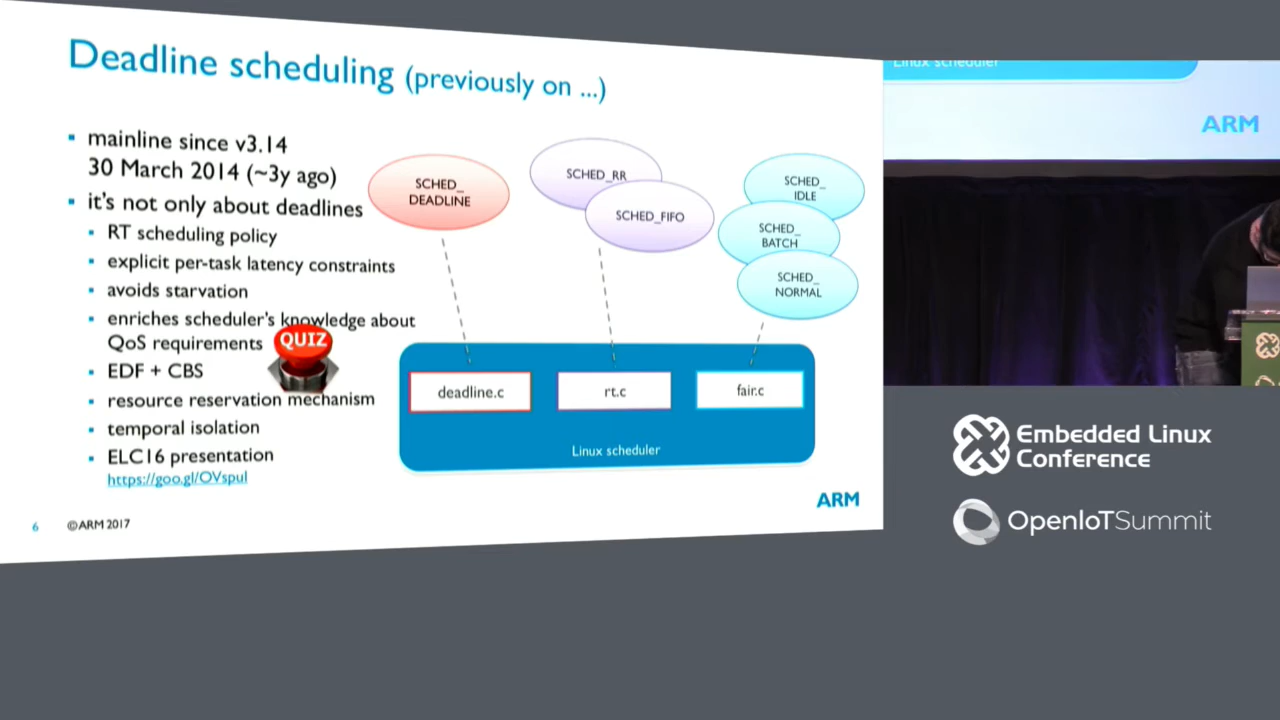 Deadline scheduling (previously on ...)
mainline since v3.14
30 March 2014 (~3y ago)
it's not only about deadlines
RT scheduling policy
explicit per-task latency constraints
avoids starvation
enriches scheduler's knowledge about
QoS requirements
QUIZ
EDF + CBS
resource reservation mechanism
temporal isolation
ELC16 presentation
https://goo.gl/OVspuI
SCHED_
DEADLINE
SCHED_RR
SCHED_FIFO
SCHED_
IDLE
SCHED_
BATCH
SCHED_
NORMAL
deadline.c
rt.c
fair.c
Linux scheduler
ARM
6
©ARM 2017
Linux scheduler
ARM
Embedded Linux
Conference
OpenIoTSummit